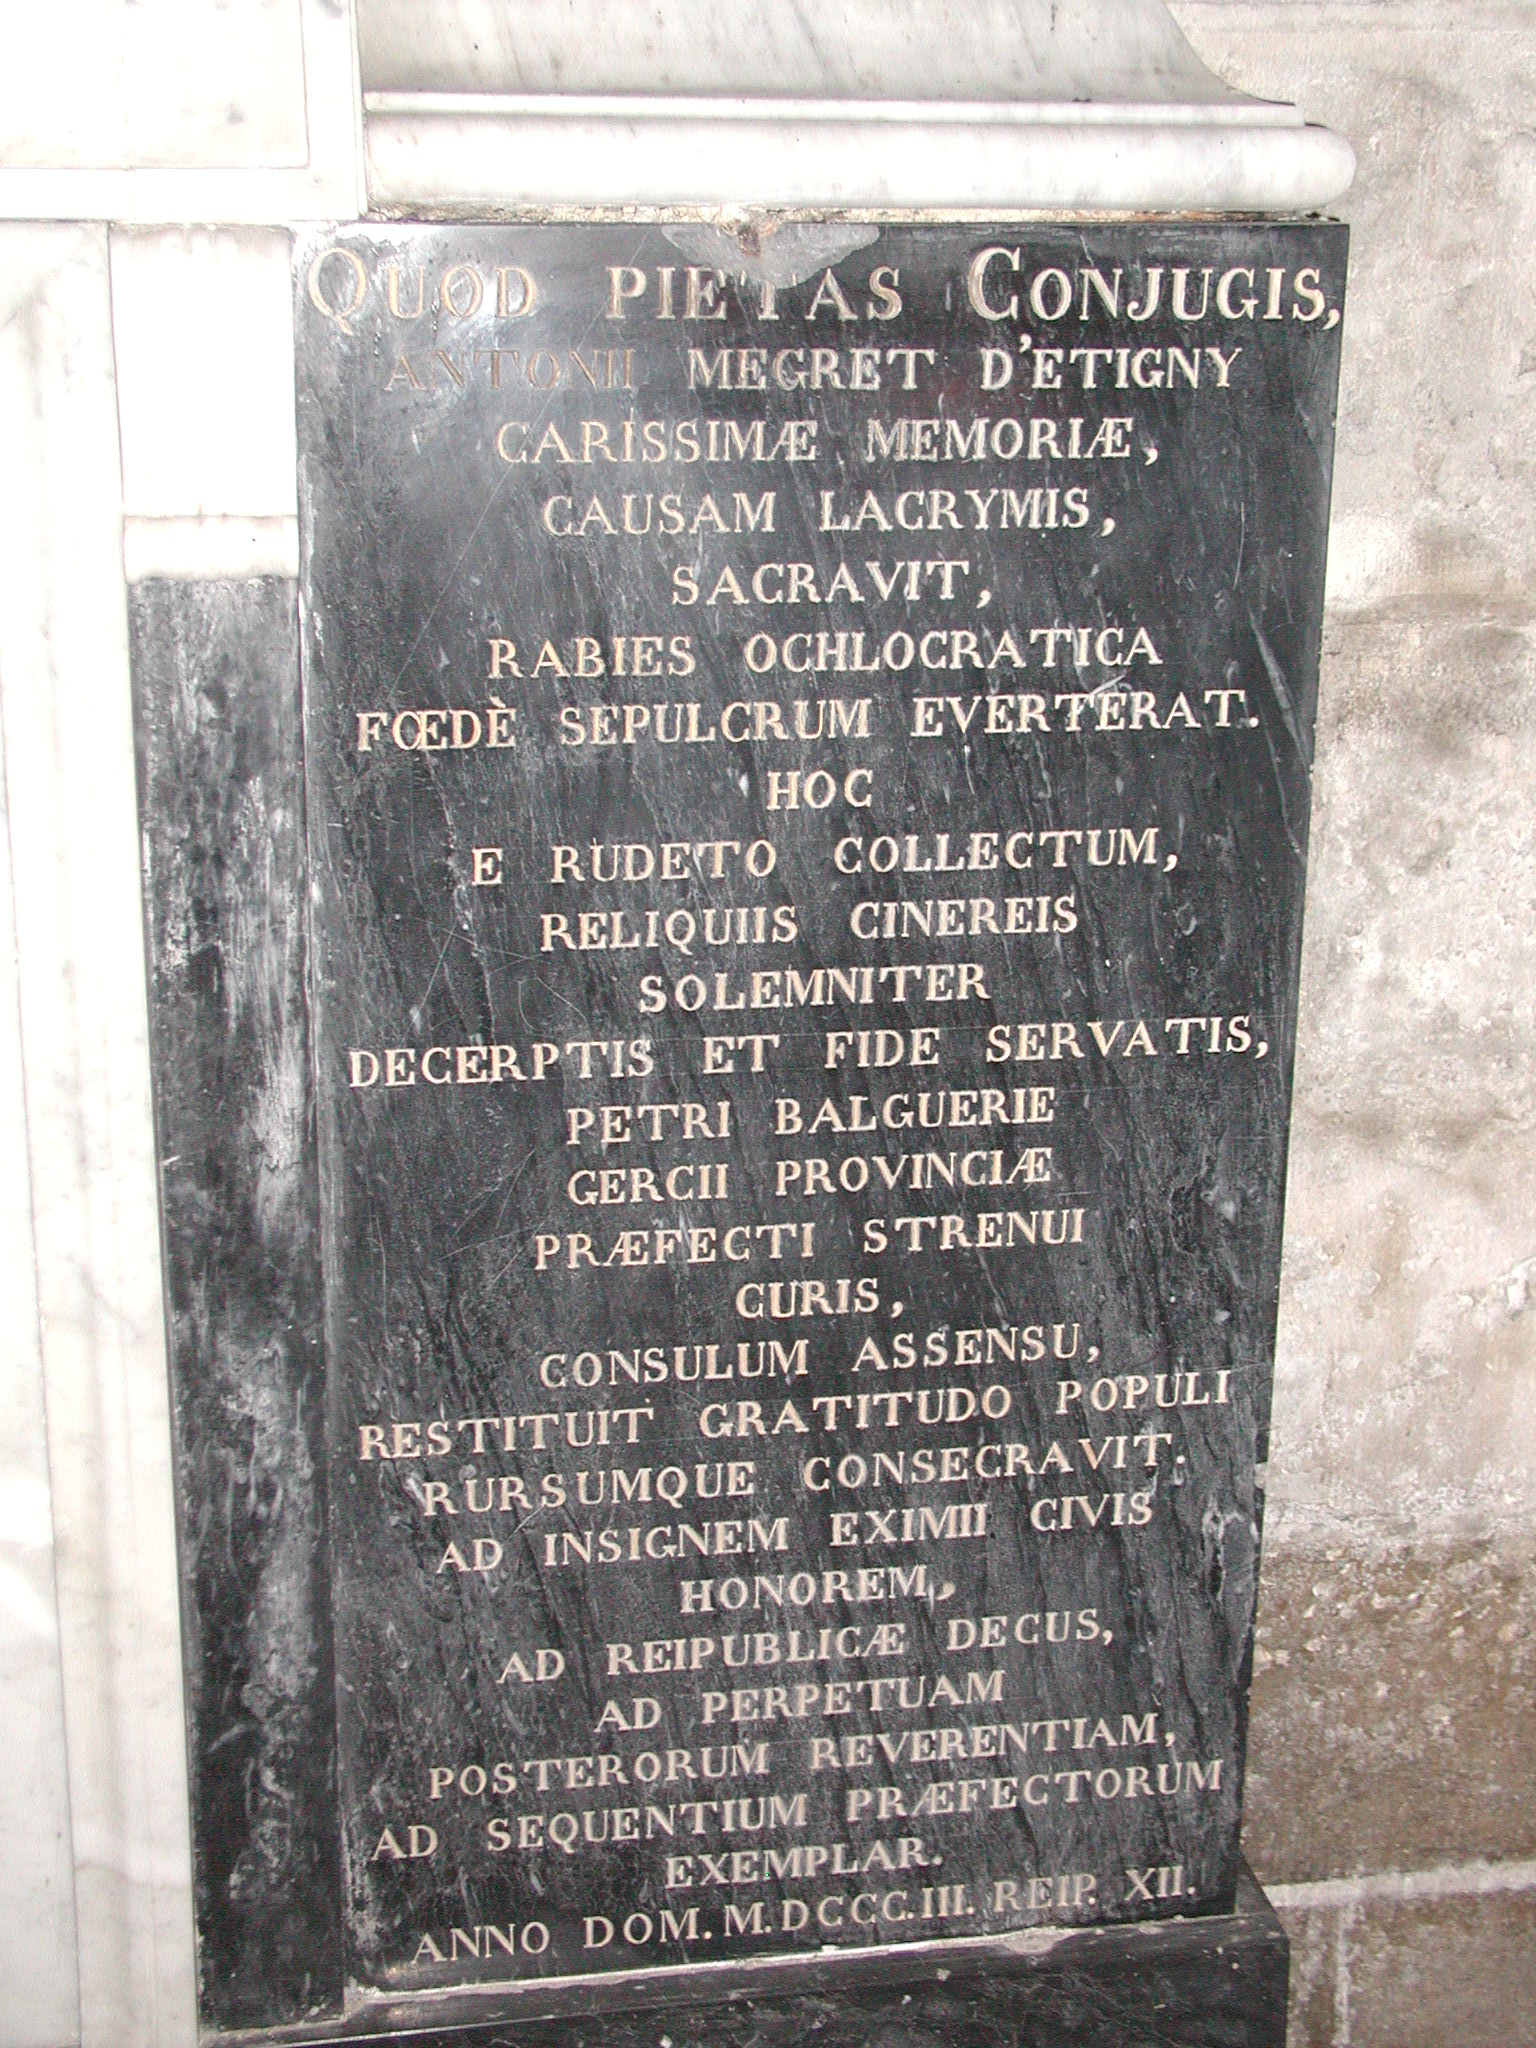 QUOD PIETAS CONJUGIS,
ANTONII MEGRET D'ETIGNY
CARISSIMÆ MEMORIÆ,
CAUSAM LACRYMIS,
SACRAVIT,
RABIES OCHLOCRATICA
FŒDÈ SEPULCRUM EVERTERAT.
HOC
E RUDETO COLLECTUM,
RELIQUIIS CINEREIS
SOLEMNITER
DECERPTIS ET FIDE SERVATIS,
PETRI BALGUERIE
GERCII PROVINCIÆ
PRÆFECTI STRENUI
CURIS,
CONSULUM ASSENSU,
RESTITUIT GRATITUDO POPULI
RURSUMQUE CONSECRAVIT.
AD INSIGNEM EXIMII CIVIS
HONOREM,
AD REIPUBLICÆ DECUS,
AD PERPETUAM
POSTERORUM REVERENTIAM,
AD SEQUENTIUM PRÆFECTORUM
EXEMPLAR.
ANNO DOM. M.DCCC.III. REIP. XII.